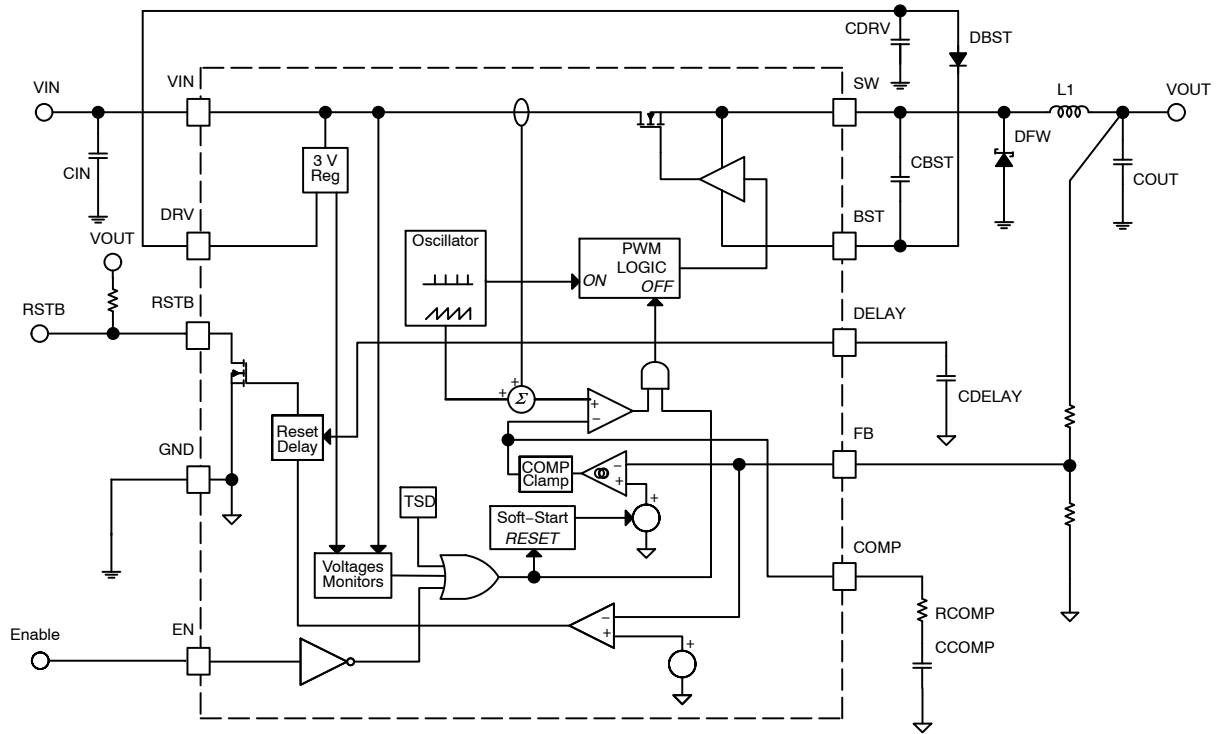 CDRV
DBST
VIN
VIN
SW
L1
VOUT
3 V
Reg
DFW
CIN
CBST
COUT
DRV
BST
VOUT
Oscillator
PWM
LOGIC
ON
OFF
RSTB
RSTB
DELAY
+
+
Σ
+
−
CDELAY
Reset
Delay
GND
FB
COMP
Clamp
−
+
+
TSD
Soft−Start
RESET
COMP
Voltages
Monitors
RCOMP
Enable
EN
−
+
+
CCOMP